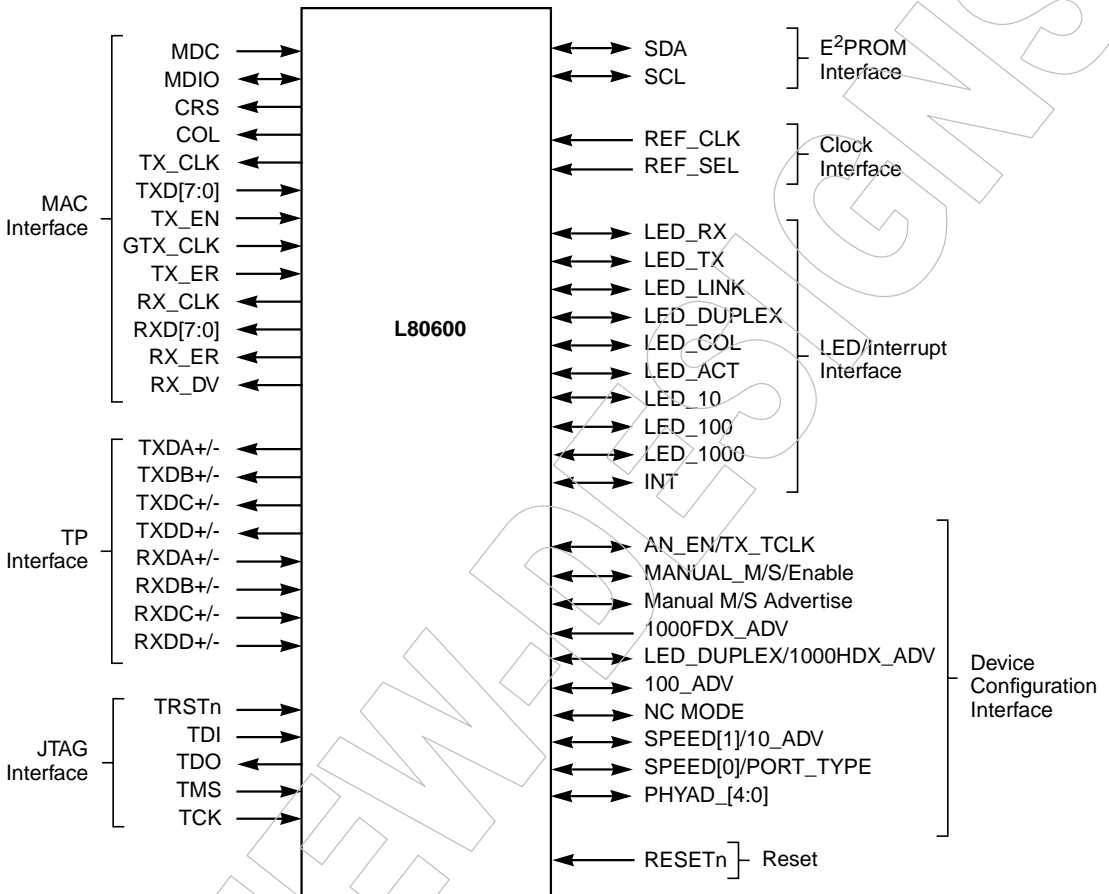 MDC
MDIO
CRS
COL
TX_CLK
TXD[7:0]
TX_EN
GTX_CLK
TX_ER
RX_CLK
RXD[7:0]
RX_ER
RX_DV
MAC
Interface
TXDA+/-
TXDB+/-
TXDC+/-
TXDD+/-
RXDA+/-
RXDB+/-
RXDC+/-
RXDD+/-
TP
Interface
TRSTn
TDI
TDO
TMS
TCK
JTAG
Interface
L80600
SDA
SCL
E²PROM
Interface
REF_CLK
REF_SEL
Clock
Interface
LED_RX
LED_TX
LED_LINK
LED_DUPLEX
LED_COL
LED_ACT
LED_10
LED_100
LED_1000
INT
LED/Interrupt
Interface
AN_EN/TX_TCLK
MANUAL_M/S/Enable
Manual M/S Advertise
1000FDX_ADV
LED_DUPLEX/1000HDX_ADV
100_ADV
NC MODE
SPEED[1]/10_ADV
SPEED[0]/PORT_TYPE
PHYAD_[4:0]
Device
Configuration
Interface
RESETn
Reset